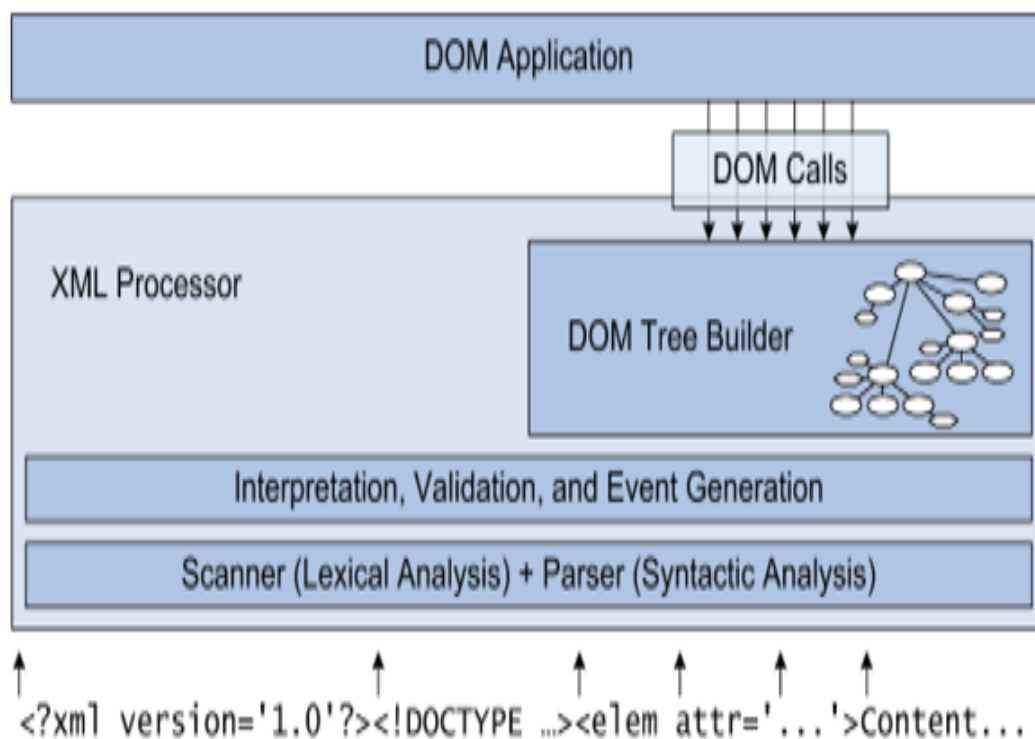 DOM Application
DOM Calls
XML Processor
DOM Tree Builder
Interpretation, Validation, and Event Generation
Scanner (Lexical Analysis) + Parser (Syntactic Analysis)
<?xml version='1.0'?><!DOCTYPE …><elem attr='...'>Content...